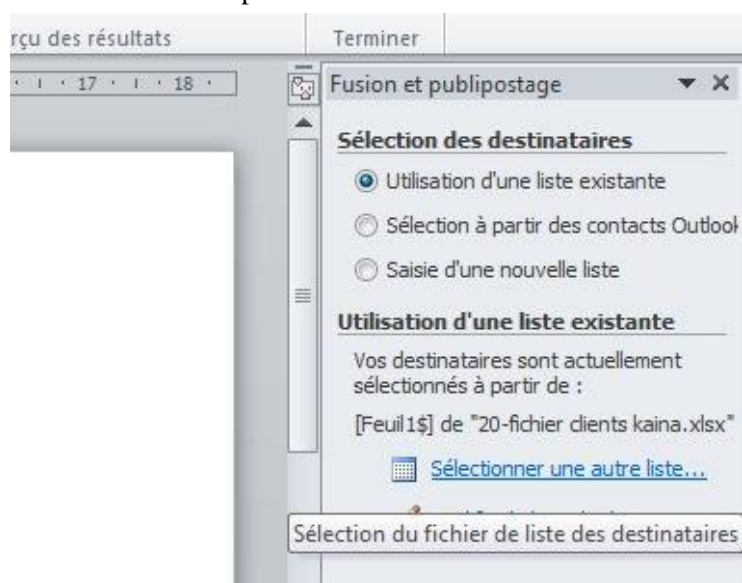 rçu des résultats
Terminer
17 18
Fusion et publipostage
Sélection des destinataires
Utilisation d'une liste existante
Sélection à partir des contacts Outlook
Saisie d'une nouvelle liste
Utilisation d'une liste existante
Vos destinataires sont actuellement
sélectionnés à partir de :
[Feuil1$] de "20-fichier clients kaina.xlsx"
Sélectionner une autre liste...
Sélection du fichier de liste des destinataires